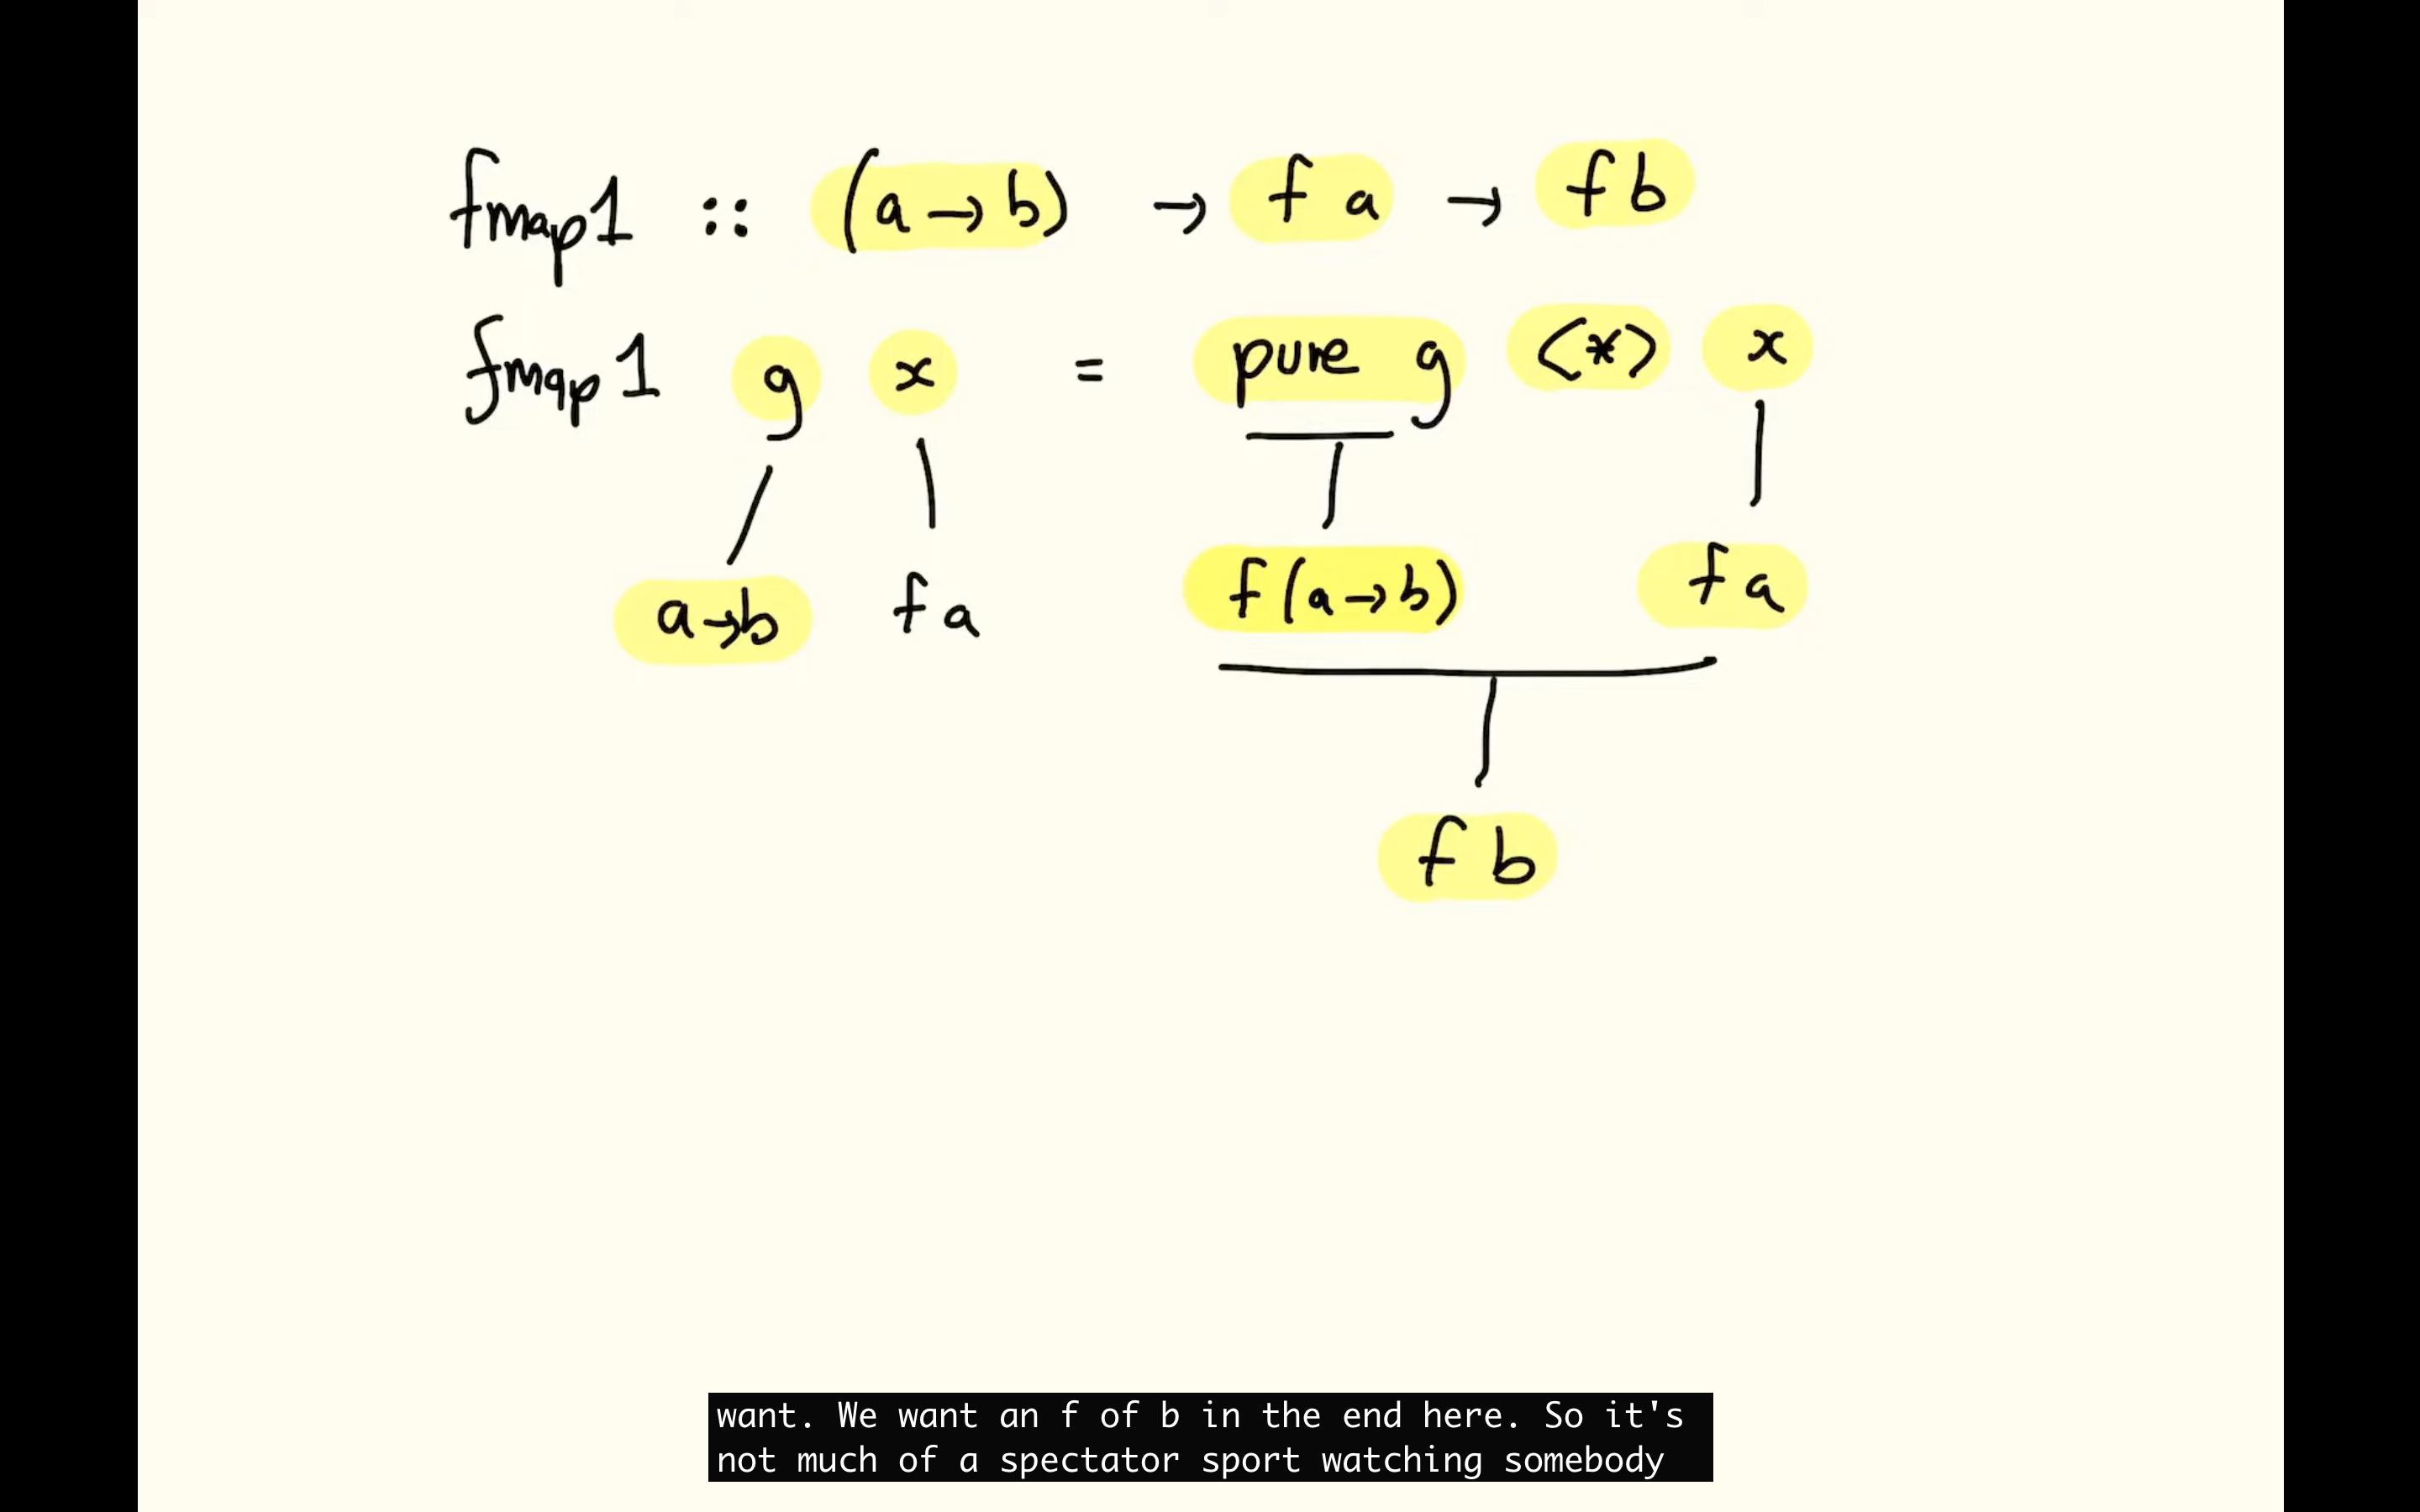 fmap1 :: (a → b) → f a → f b
fmap1 g x = pure g <*> x
a → b f a f (a → b) f a
f b
want. We want an f of b in the end here. So it's
not much of a spectator sport watching somebody